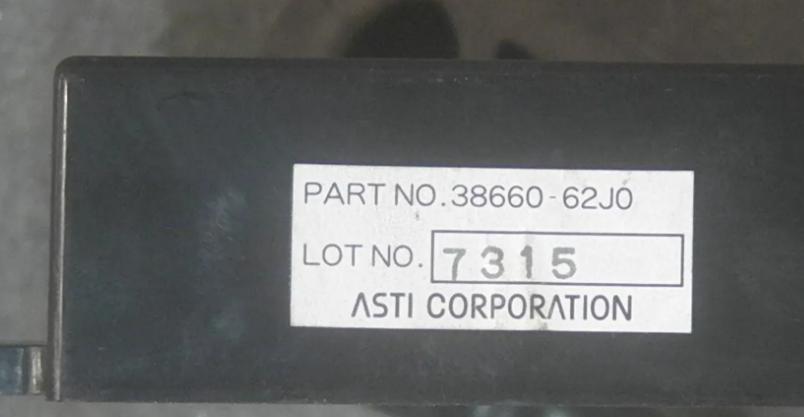 PART NO. 38660-62J0
LOT NO. 7315
ASTI CORPORATION